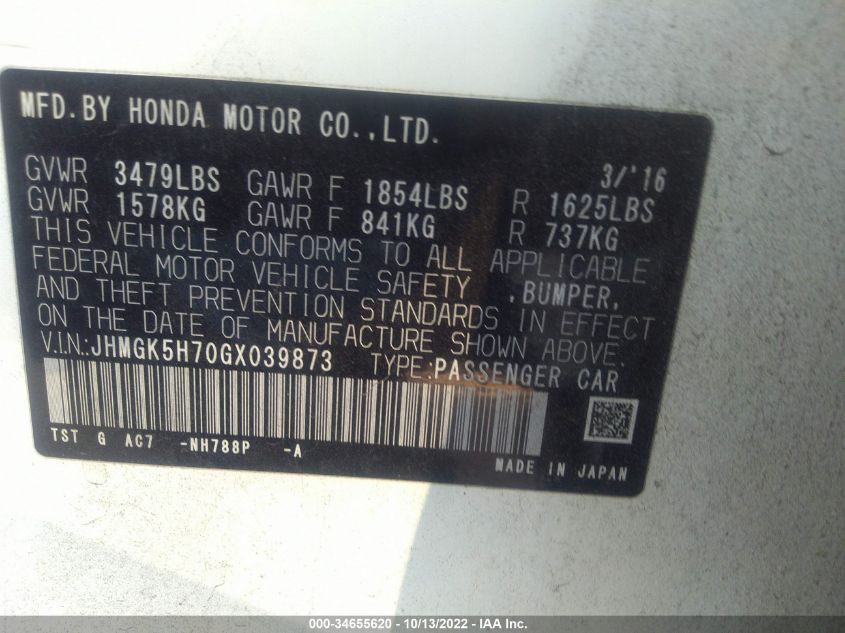 MFD.BY HONDA MOTOR CO.,LTD.
3/'16
GVWR 3479LBS GAWR F 1854LBS R 1625LBS
GVWR 1578KG GAWR F 841KG R 737KG
THIS VEHICLE CONFORMS TO ALL APPLICABLE
FEDERAL MOTOR VEHICLE SAFETY ,BUMPER,
AND THEFT PREVENTION STANDARDS IN EFFECT
ON THE DATE OF MANUFACTURE SHOWN ABOVE.
V.I.N.:JHMGK5H70GX039873 TYPE:PASSENGER CAR
TST G AC7 -NH788P -A
MADE IN JAPAN
000-34655620 - 10/13/2022 - IAA Inc.